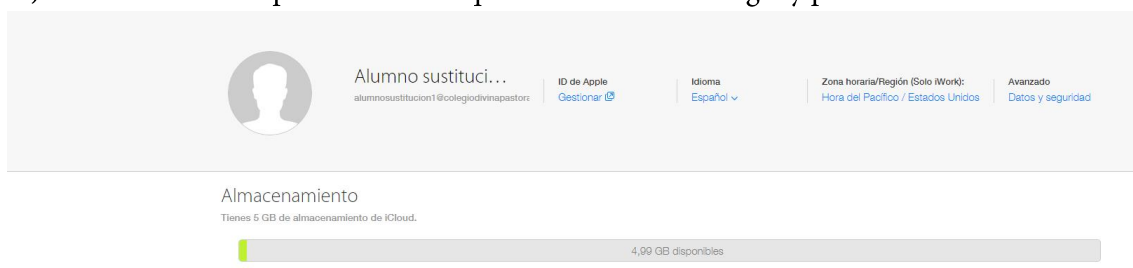 Alumno sustituci...
alumnosustitucion1@colegiodivinapastora
ID de Apple
Gestionar
Idioma
Español
Zona horaria/Región (Solo iWork):
Hora del Pacífico / Estados Unidos
Avanzado
Datos y seguridad
Almacenamiento
Tienes 5 GB de almacenamiento de iCloud.
4,99 GB disponibles